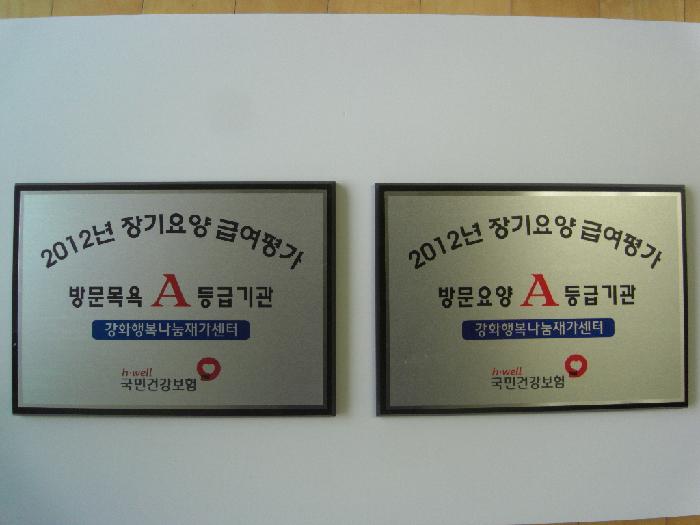 2012년 장기요양 급여평가
방문목욕 A 등급기관
강화행복나눔재가센터
h·well
국민건강보험
2012년 장기요양 급여평가
방문요양 A 등급기관
강화행복나눔재가센터
h·well
국민건강보험